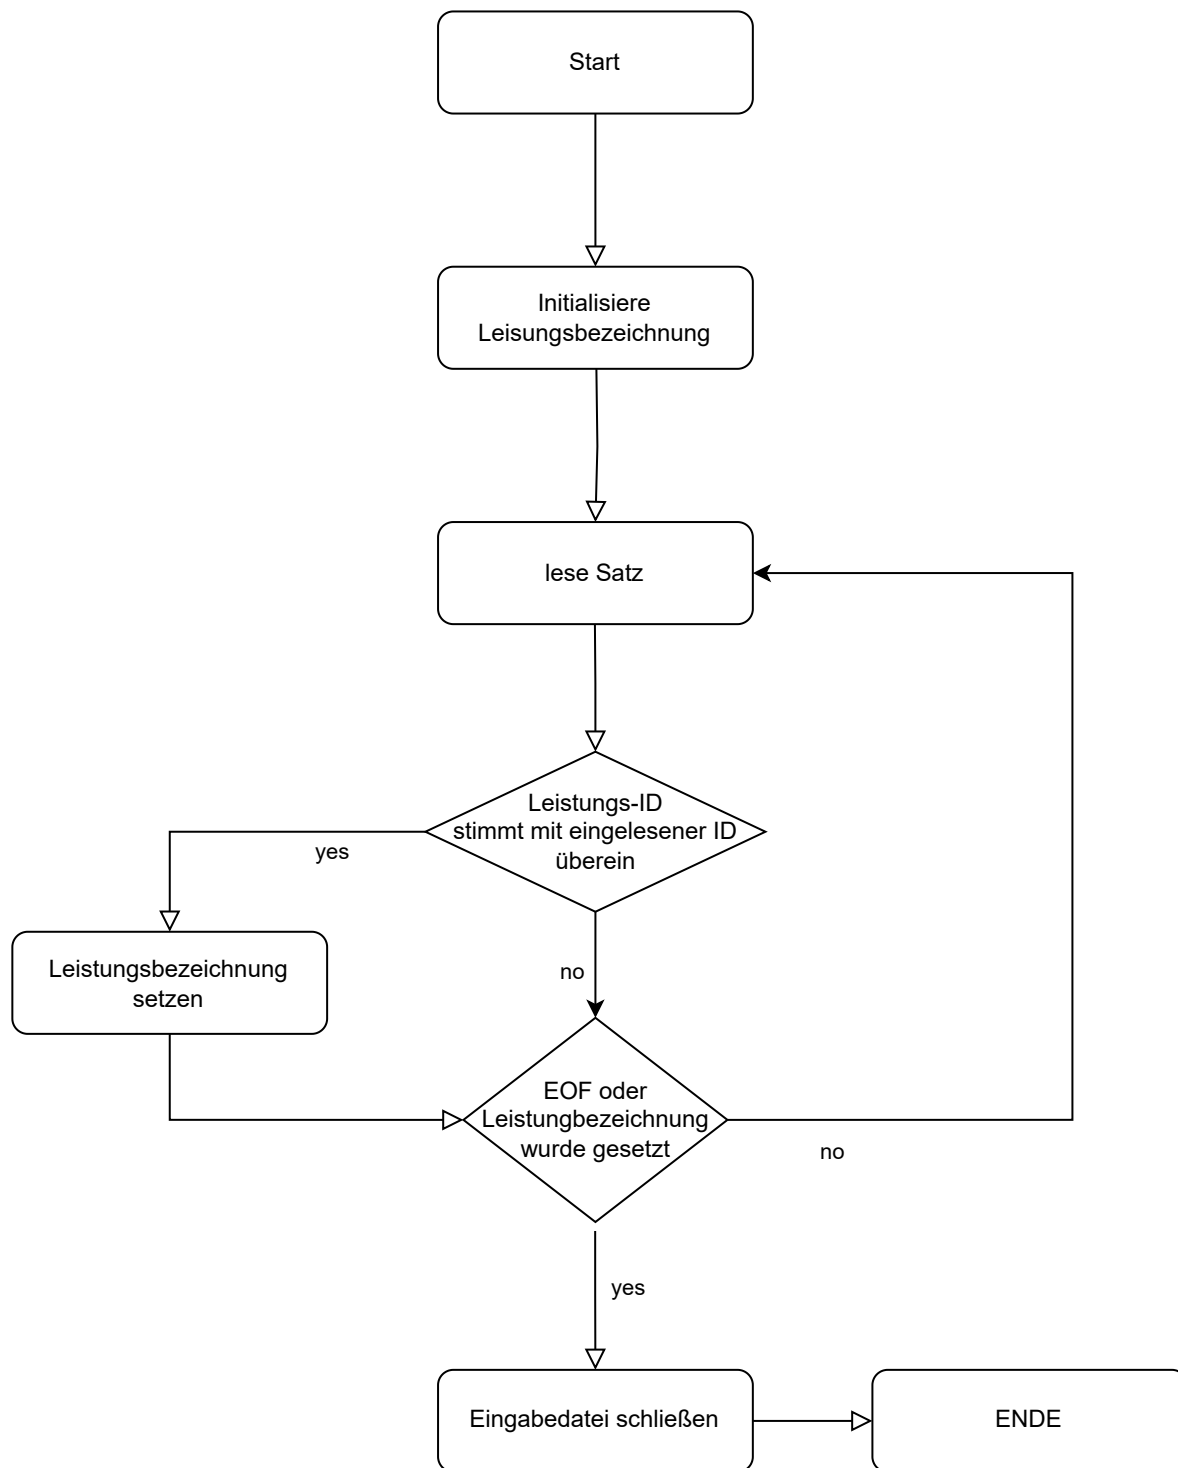 Start
Initialisiere
Leisungsbezeichnung
lese Satz
Leistungs-ID
stimmt mit eingelesener ID
überein
yes
Leistungsbezeichnung
setzen
no
EOF oder
Leistungbezeichnung
wurde gesetzt
no
yes
Eingabedatei schließen
ENDE